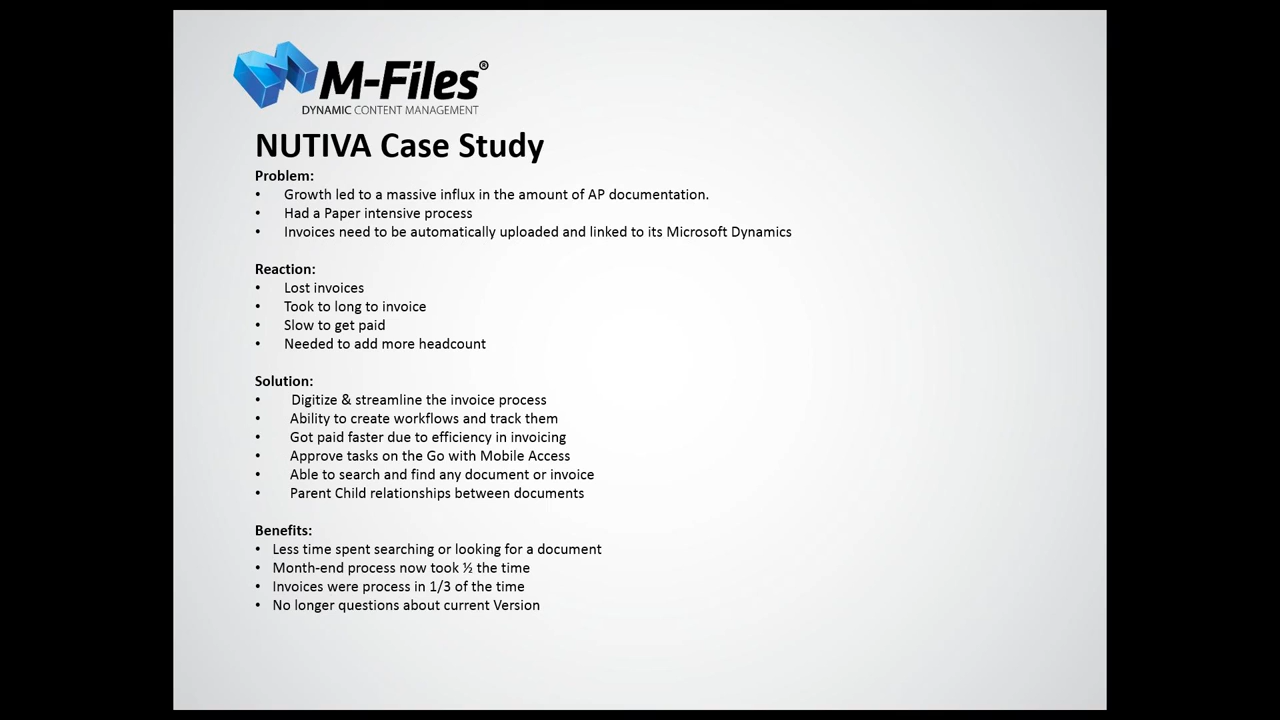 M-Files®
DYNAMIC CONTENT MANAGEMENT
NUTIVA Case Study
Problem:
• Growth led to a massive influx in the amount of AP documentation.
• Had a Paper intensive process
• Invoices need to be automatically uploaded and linked to its Microsoft Dynamics
Reaction:
• Lost invoices
• Took to long to invoice
• Slow to get paid
• Needed to add more headcount
Solution:
• Digitize & streamline the invoice process
• Ability to create workflows and track them
• Got paid faster due to efficiency in invoicing
• Approve tasks on the Go with Mobile Access
• Able to search and find any document or invoice
• Parent Child relationships between documents
Benefits:
• Less time spent searching or looking for a document
• Month-end process now took ½ the time
• Invoices were process in 1/3 of the time
• No longer questions about current Version